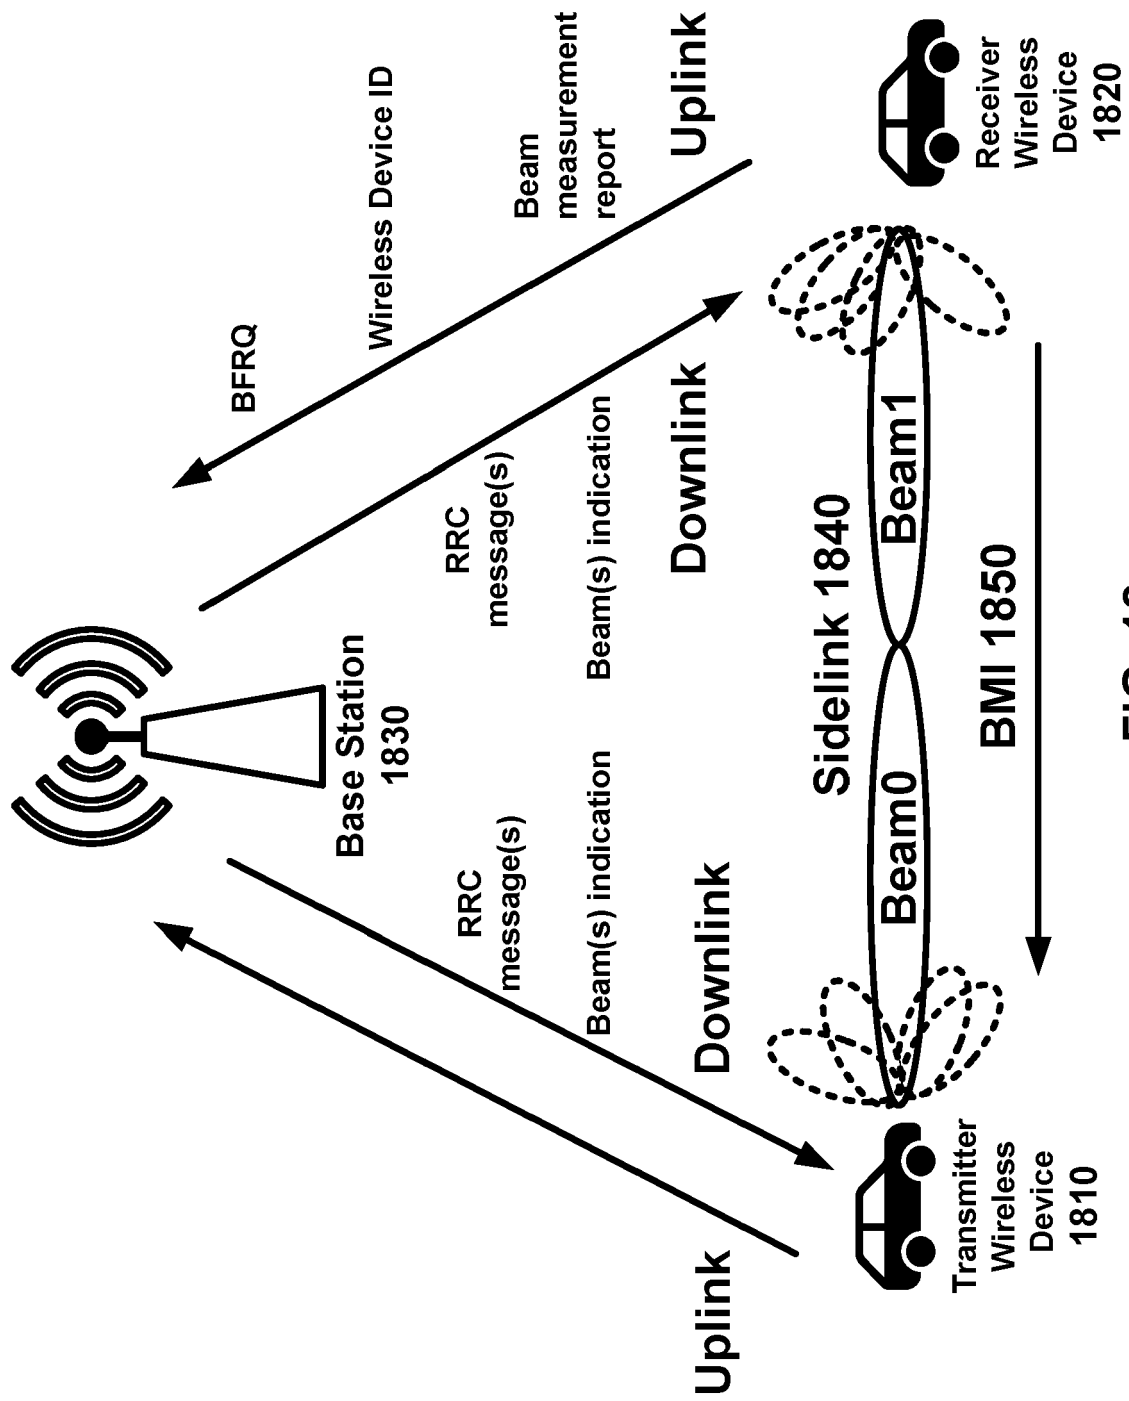 Base Station
1830
BFRQ
Wireless Device ID
Beam
measurement
report
Uplink
RRC
message(s)
Beam(s) indication
Downlink
RRC
message(s)
Beam(s) indication
Downlink
Uplink
Sidelink 1840
Beam0
Beam1
BMI 1850
Transmitter
Wireless
Device
1810
Receiver
Wireless
Device
1820